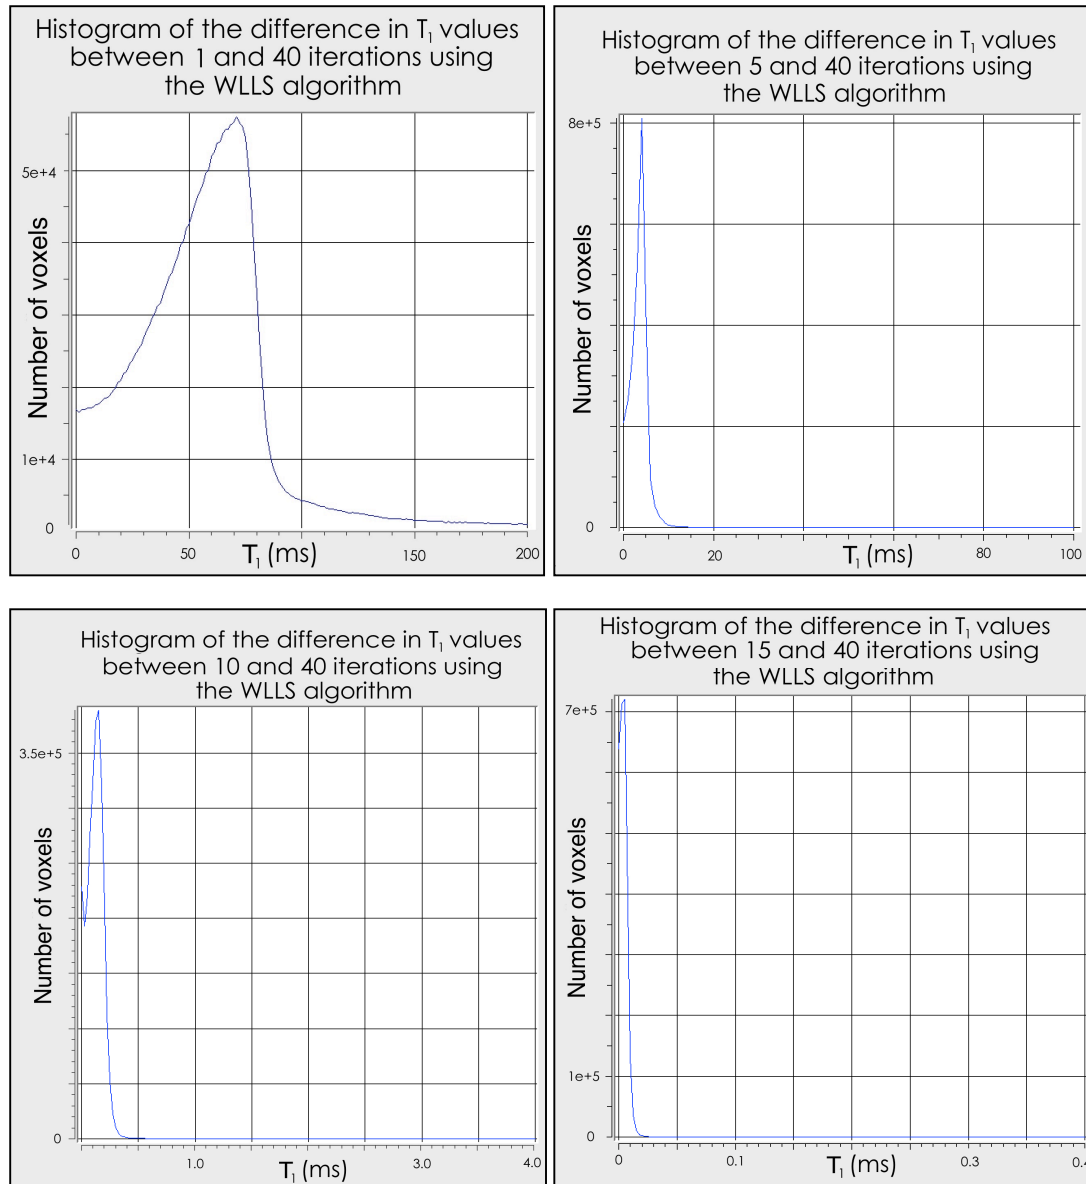 Histogram of the difference in T₁ values
between 1 and 40 iterations using
the WLLS algorithm
Number of voxels
5e+4
1e+4
0
0
50
150
200
T₁ (ms)
Histogram of the difference in T₁ values
between 5 and 40 iterations using
the WLLS algorithm
Number of voxels
8e+5
0
0
20
80
100
T₁ (ms)
Histogram of the difference in T₁ values
between 10 and 40 iterations using
the WLLS algorithm
Number of voxels
3.5e+5
0
1.0
3.0
4.0
T₁ (ms)
Histogram of the difference in T₁ values
between 15 and 40 iterations using
the WLLS algorithm
Number of voxels
7e+5
1e+5
0
0
0.1
0.3
0.4
T₁ (ms)